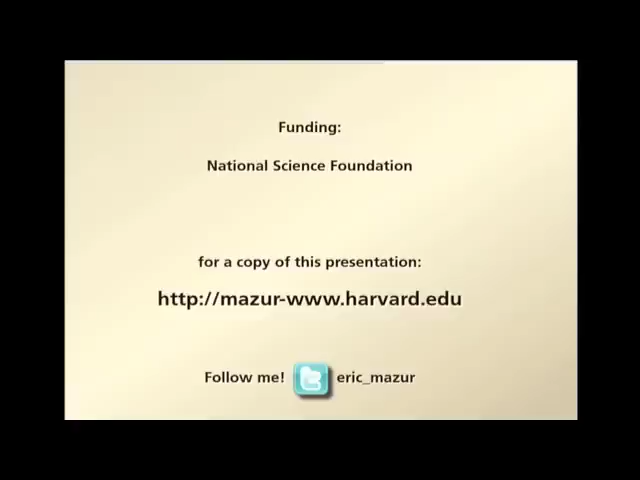 Funding:
National Science Foundation
for a copy of this presentation:
http://mazur-www.harvard.edu
Follow me! eric_mazur